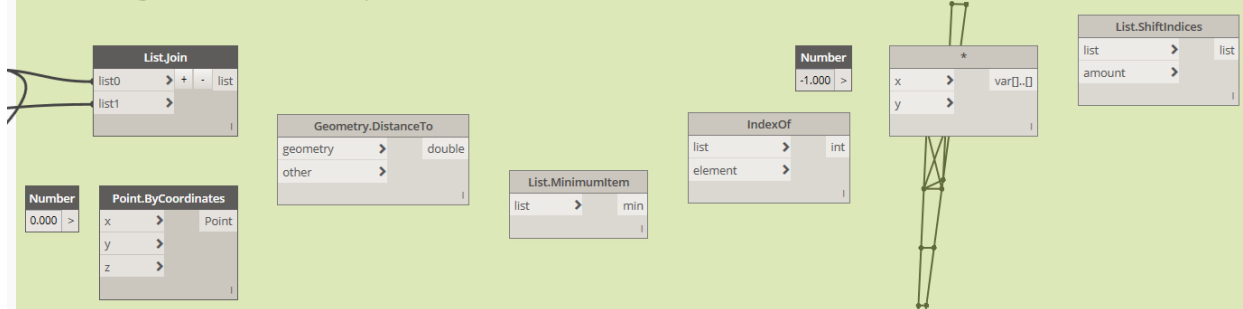 List.Join
list0 > + - list
list1 >
l
Number
0.000 >
Point.ByCoordinates
x > Point
y >
z >
l
Geometry.DistanceTo
geometry > double
other >
l
List.MinimumItem
list > min
l
IndexOf
list > int
element >
l
Number
-1.000 >
*
x > var[]..[]
y >
l
List.ShiftIndices
list > list
amount >
l